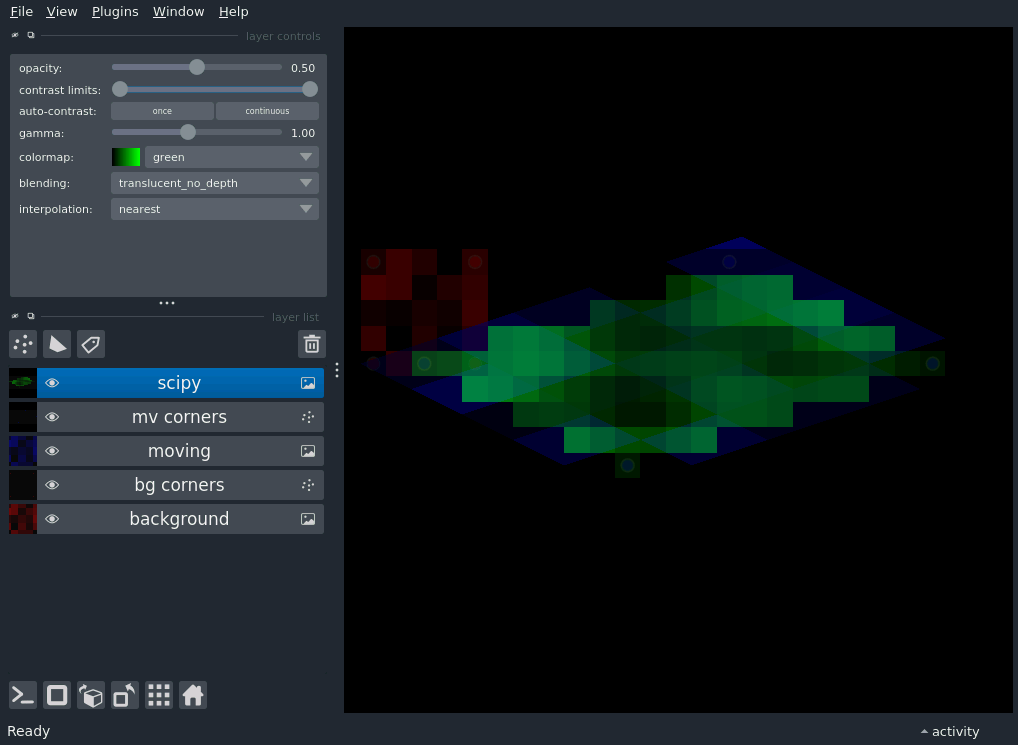 File View Plugins Window Help
layer controls
opacity: 0.50
contrast limits:
auto-contrast: once continuous
gamma: 1.00
colormap: green
blending: translucent_no_depth
interpolation: nearest
layer list
scipy
mv corners
moving
bg corners
background
Ready
activity